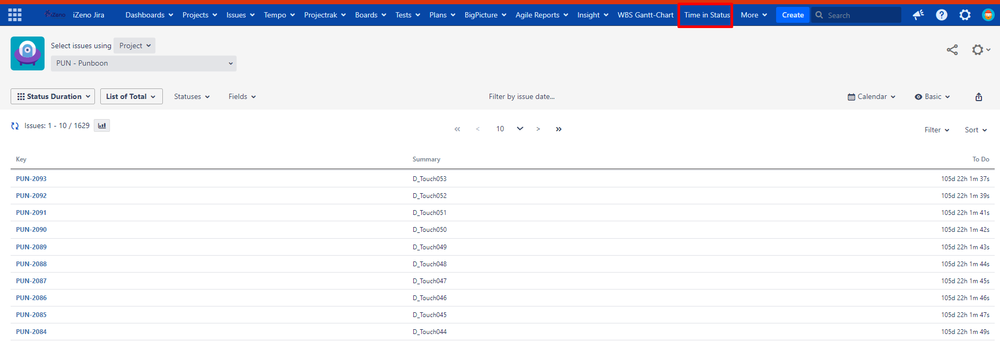 iZeno iZeno Jira Dashboards Projects Issues Tempo Projectrak Boards Tests Plans BigPicture Agile Reports Insight WBS Gantt-Chart Time in Status More Create Search
Select issues using Project
PUN - Punboon
Status Duration List of Total Statuses Fields Filter by issue date... Calendar Basic
Issues: 1 - 10 / 1629 « < 10 > »
Filter Sort
Key Summary To Do
PUN-2093 D_Touch053 105d 22h 1m 37s
PUN-2092 D_Touch052 105d 22h 1m 39s
PUN-2091 D_Touch051 105d 22h 1m 41s
PUN-2090 D_Touch050 105d 22h 1m 42s
PUN-2089 D_Touch049 105d 22h 1m 43s
PUN-2088 D_Touch048 105d 22h 1m 44s
PUN-2087 D_Touch047 105d 22h 1m 45s
PUN-2086 D_Touch046 105d 22h 1m 46s
PUN-2085 D_Touch045 105d 22h 1m 47s
PUN-2084 D_Touch044 105d 22h 1m 49s